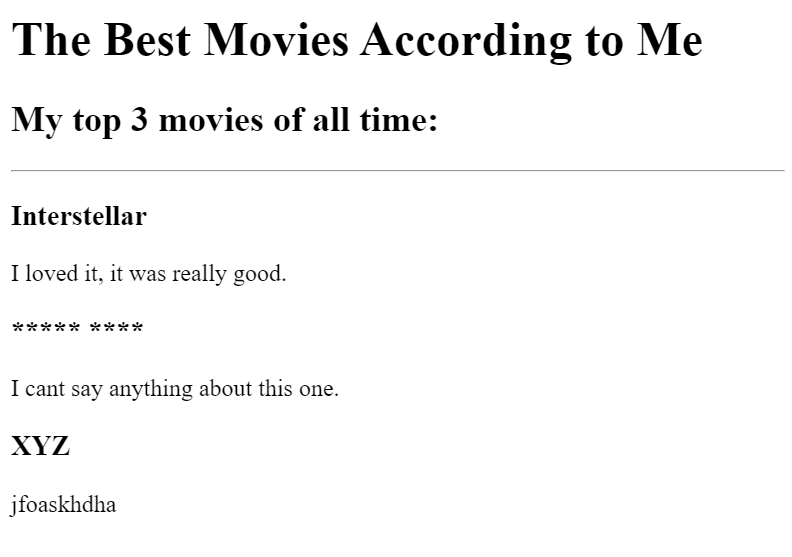 The Best Movies According to Me
My top 3 movies of all time:
Interstellar
I loved it, it was really good.
***** ****
I cant say anything about this one.
XYZ
jfoaskhdha